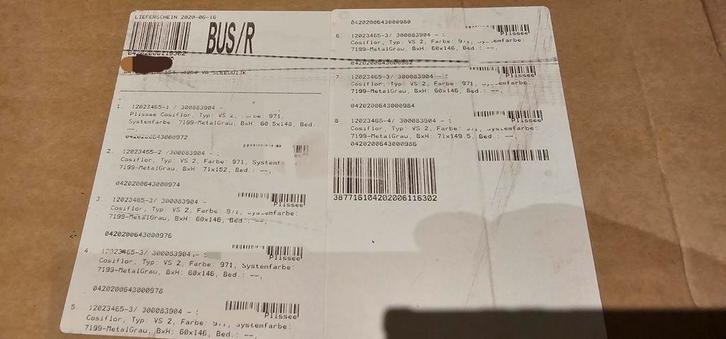 LIEFERSCHEIN 2020-06-16
BUS/R
1. 12023465-1/ 300083904 -
Plissee Cosiflor, Typ: VS 2, Farbe: 971,
Systemfarbe: 7199-MetalGrau, BxH: 60.5x148, Bed.
: --,
0420200643000972
2. 12023465-2 /300083904 -
Cosiflor, Typ: VS 2, Farbe: 971, System
7199-MetalGrau, BxH: 71x152, Bed.: --,
0420200643000974
Plissee
3 12023465-3/ 300083904 -
Cosiflor, Typ: VS 2, Farbe:
7199-MetalGrau, BxH: 60x146, Bed.: --,
0420200643000976
Plissee
4 12023465-3/ 300083904
Cosiflor, Typ: VS 2, Farbe: 971, Systemfarbe:
7199-MetalGrau, BxH: 60x146, Bed.: --,
0420200643000978
Plissee
5 12023465-3/ 300083904 -
Cosiflor, Typ: VS 2, Farbe:
7199-MetalGrau, BxH: 60x146, Bed.: --,
0420200643000980
Plissee
6 12023465-3/ 300083904 -
Cosiflor, Typ: VS 2, Farbe:
7199-MetalGrau, BxH: 60x146, Bed.: --,
Plissee
7 12023465-3/ 300083904 -
Cosiflor, Typ: VS 2, Farbe:
7199-MetalGrau, BxH: 60x146, Bed.: --,
0420200643000984
Plissee
8 12023465-4/ 300083904 -
Cosiflor, Typ: VS 2, Farbe:
7199-MetalGrau, BxH: 71x149.5, Bed.: --,
0420200643000986
387716104202006116302